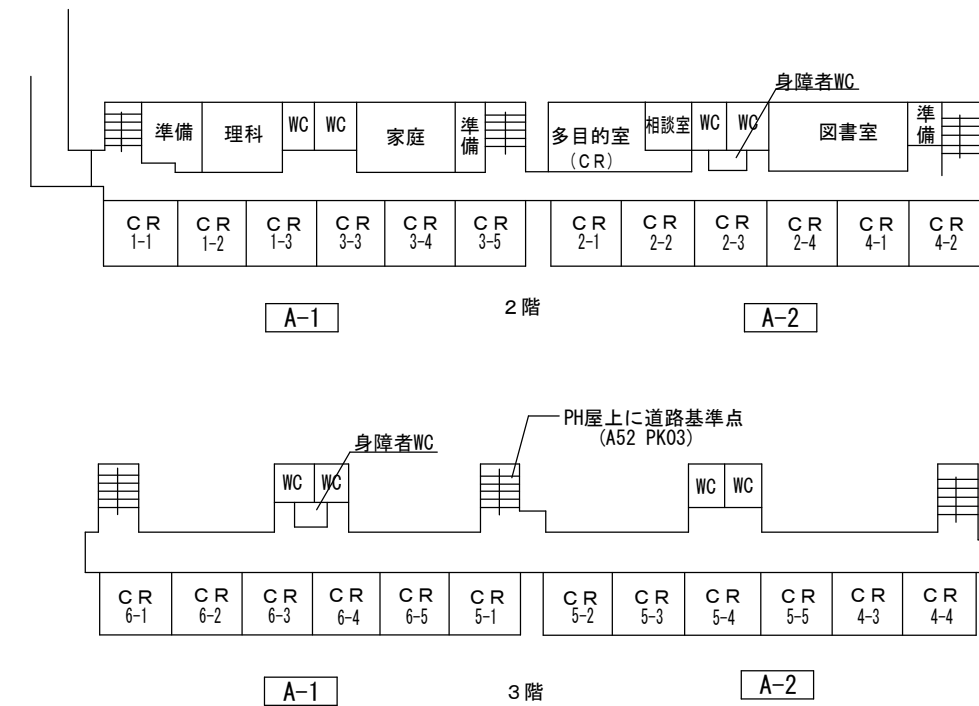 身障者WC
準備
理科
WC
WC
家庭
準備
多目的室
(CR)
相談室
WC
WC
図書室
準備
CR
1-1
CR
1-2
CR
1-3
CR
3-3
CR
3-4
CR
3-5
CR
2-1
CR
2-2
CR
2-3
CR
2-4
CR
4-1
CR
4-2
A-1
2階
A-2
PH屋上に道路基準点
(A52 PK03)
身障者WC
WC
WC
WC
WC
CR
6-1
CR
6-2
CR
6-3
CR
6-4
CR
6-5
CR
5-1
CR
5-2
CR
5-3
CR
5-4
CR
5-5
CR
4-3
CR
4-4
A-1
3階
A-2